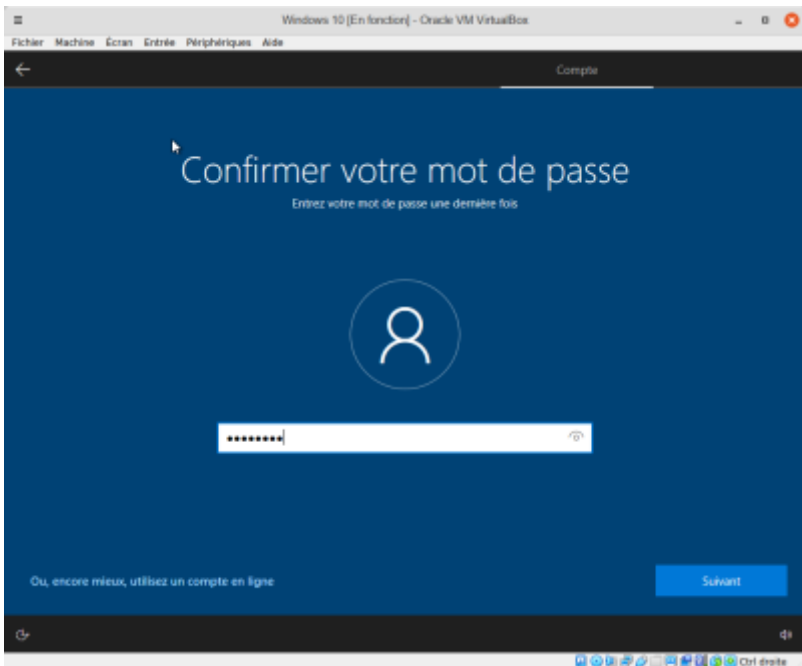 Windows 10 [En fonction] - Oracle VM VirtualBox
Fichier Machine Écran Entrée Périphériques Aide
Compte
Confirmer votre mot de passe
Entrez votre mot de passe une dernière fois
••••••••
Ou, encore mieux, utilisez un compte en ligne
Suivant
Ctrl droite